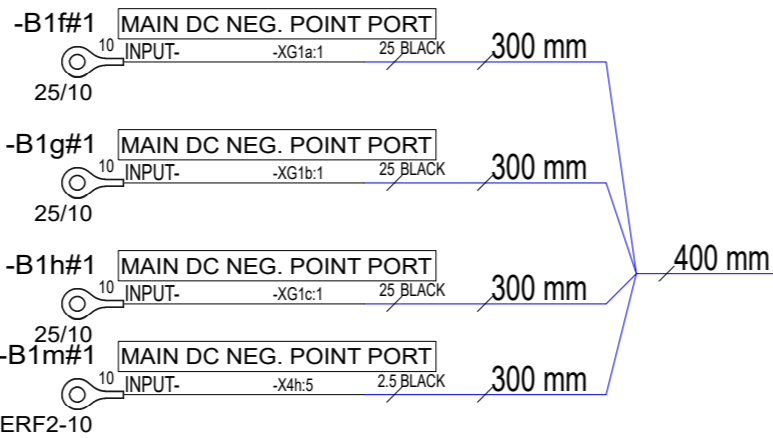 -B1f#1 MAIN DC NEG. POINT PORT
10 INPUT- -XG1a:1 25 BLACK 300 mm
25/10
-B1g#1 MAIN DC NEG. POINT PORT
10 INPUT- -XG1b:1 25 BLACK 300 mm
25/10
-B1h#1 MAIN DC NEG. POINT PORT
400 mm
10 INPUT- -XG1c:1 25 BLACK 300 mm
25/10
-B1m#1 MAIN DC NEG. POINT PORT
10 INPUT- -X4h:5 2.5 BLACK 300 mm
ERF2-10